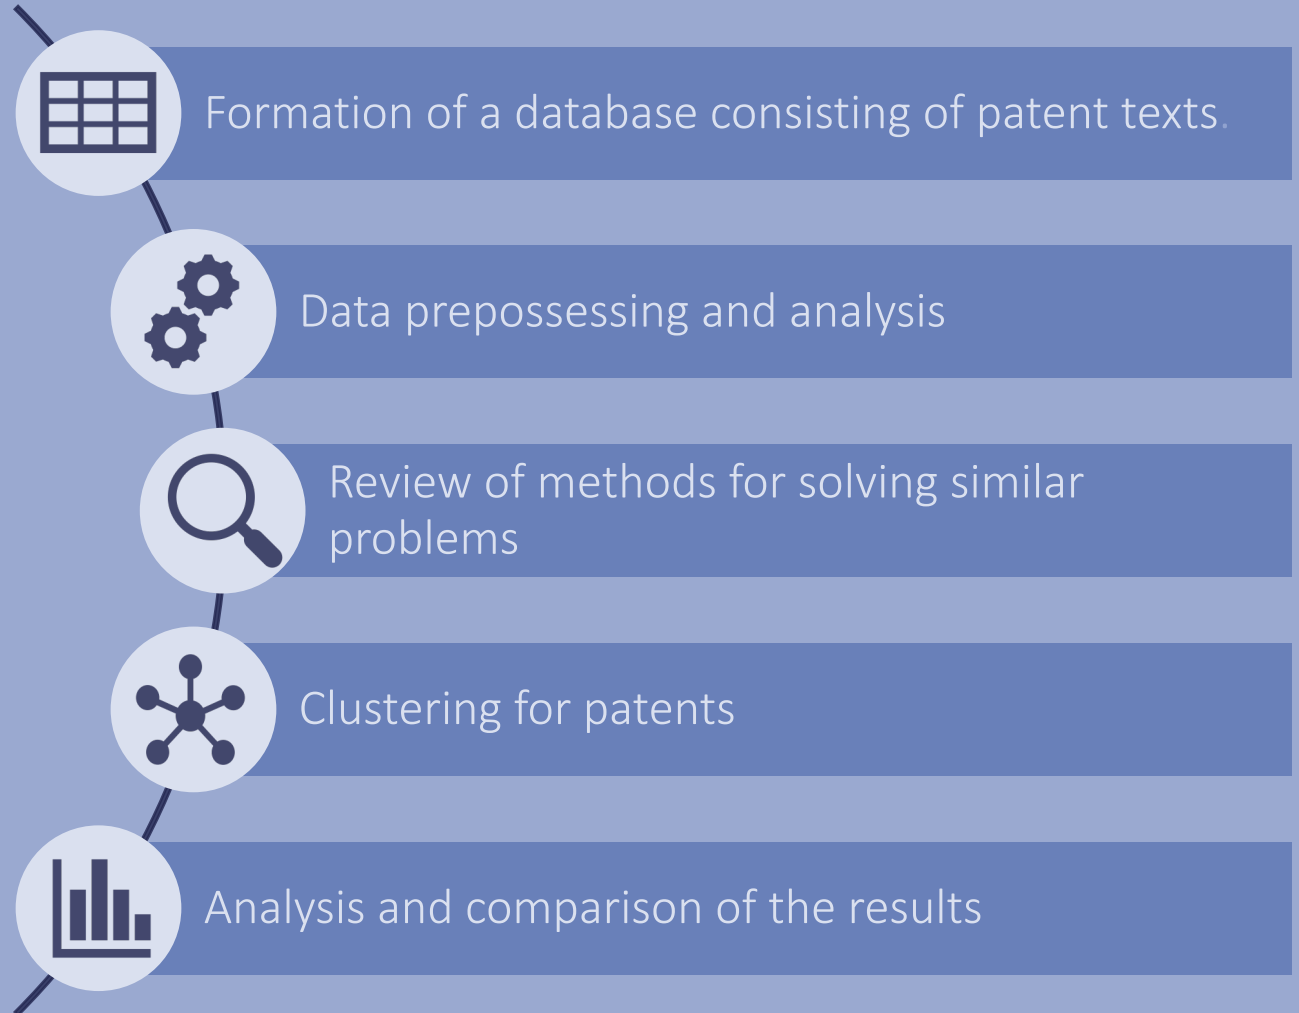 Formation of a database consisting of patent texts.
Data prepossessing and analysis
Review of methods for solving similar
problems
Clustering for patents
Analysis and comparison of the results